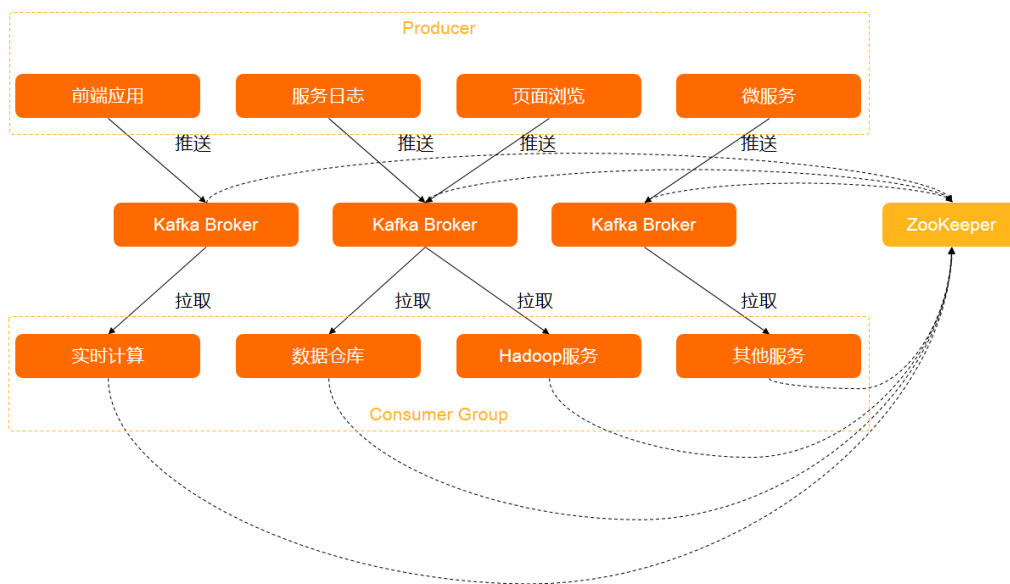 Producer
前端应用
服务日志
页面浏览
微服务
推送
推送
推送
推送
Kafka Broker
Kafka Broker
Kafka Broker
ZooKeeper
拉取
拉取
拉取
拉取
实时计算
数据仓库
Hadoop服务
其他服务
Consumer Group